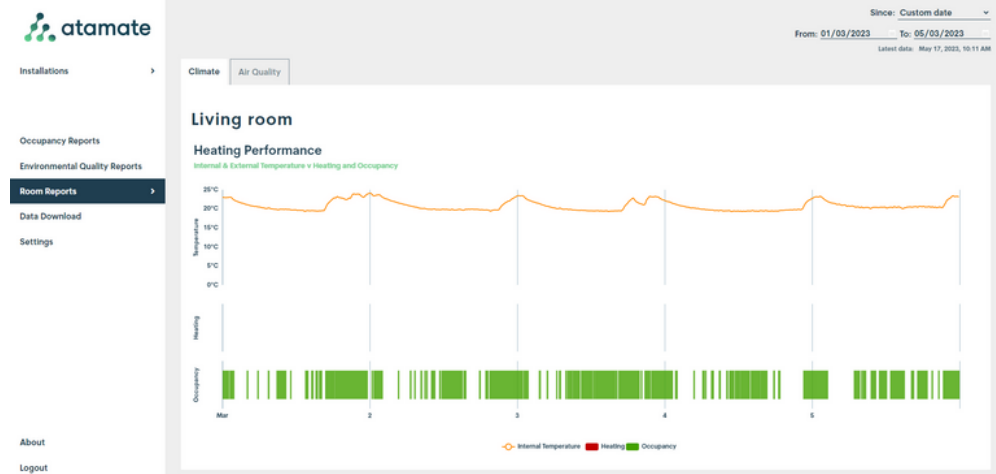 atamate
Since: Custom date
From: 01/03/2023 To: 05/03/2023
Latest data: May 17, 2023, 10:11 AM
Installations
Climate
Air Quality
Living room
Occupancy Reports
Heating Performance
Environmental Quality Reports
Internal & External Temperature v Heating and Occupancy
Room Reports
Data Download
Settings
Temperature
25°C
20°C
15°C
10°C
5°C
0°C
Heating
Occupancy
Mar 2 3 4 5
Internal Temperature Heating Occupancy
About
Logout